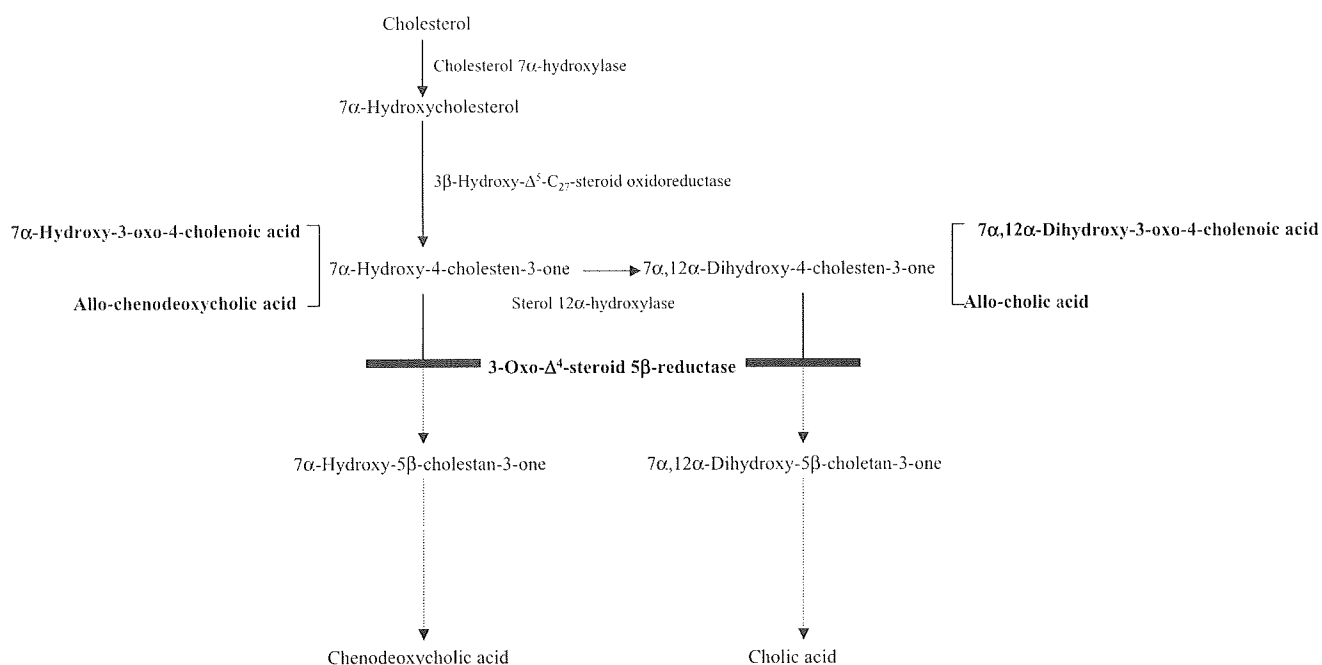 Cholesterol
Cholesterol 7α-hydroxylase
7α-Hydroxycholesterol
3β-Hydroxy-Δ⁵-C₂₇-steroid oxidoreductase
7α-Hydroxy-3-oxo-4-cholenoic acid
7α,12α-Dihydroxy-3-oxo-4-cholenoic acid
7α-Hydroxy-4-cholesten-3-one
7α,12α-Dihydroxy-4-cholesten-3-one
Allo-chenodeoxycholic acid
Sterol 12α-hydroxylase
Allo-cholic acid
3-Oxo-Δ⁴-steroid 5β-reductase
7α-Hydroxy-5β-cholestan-3-one
7α,12α-Dihydroxy-5β-choletan-3-one
Chenodeoxycholic acid
Cholic acid